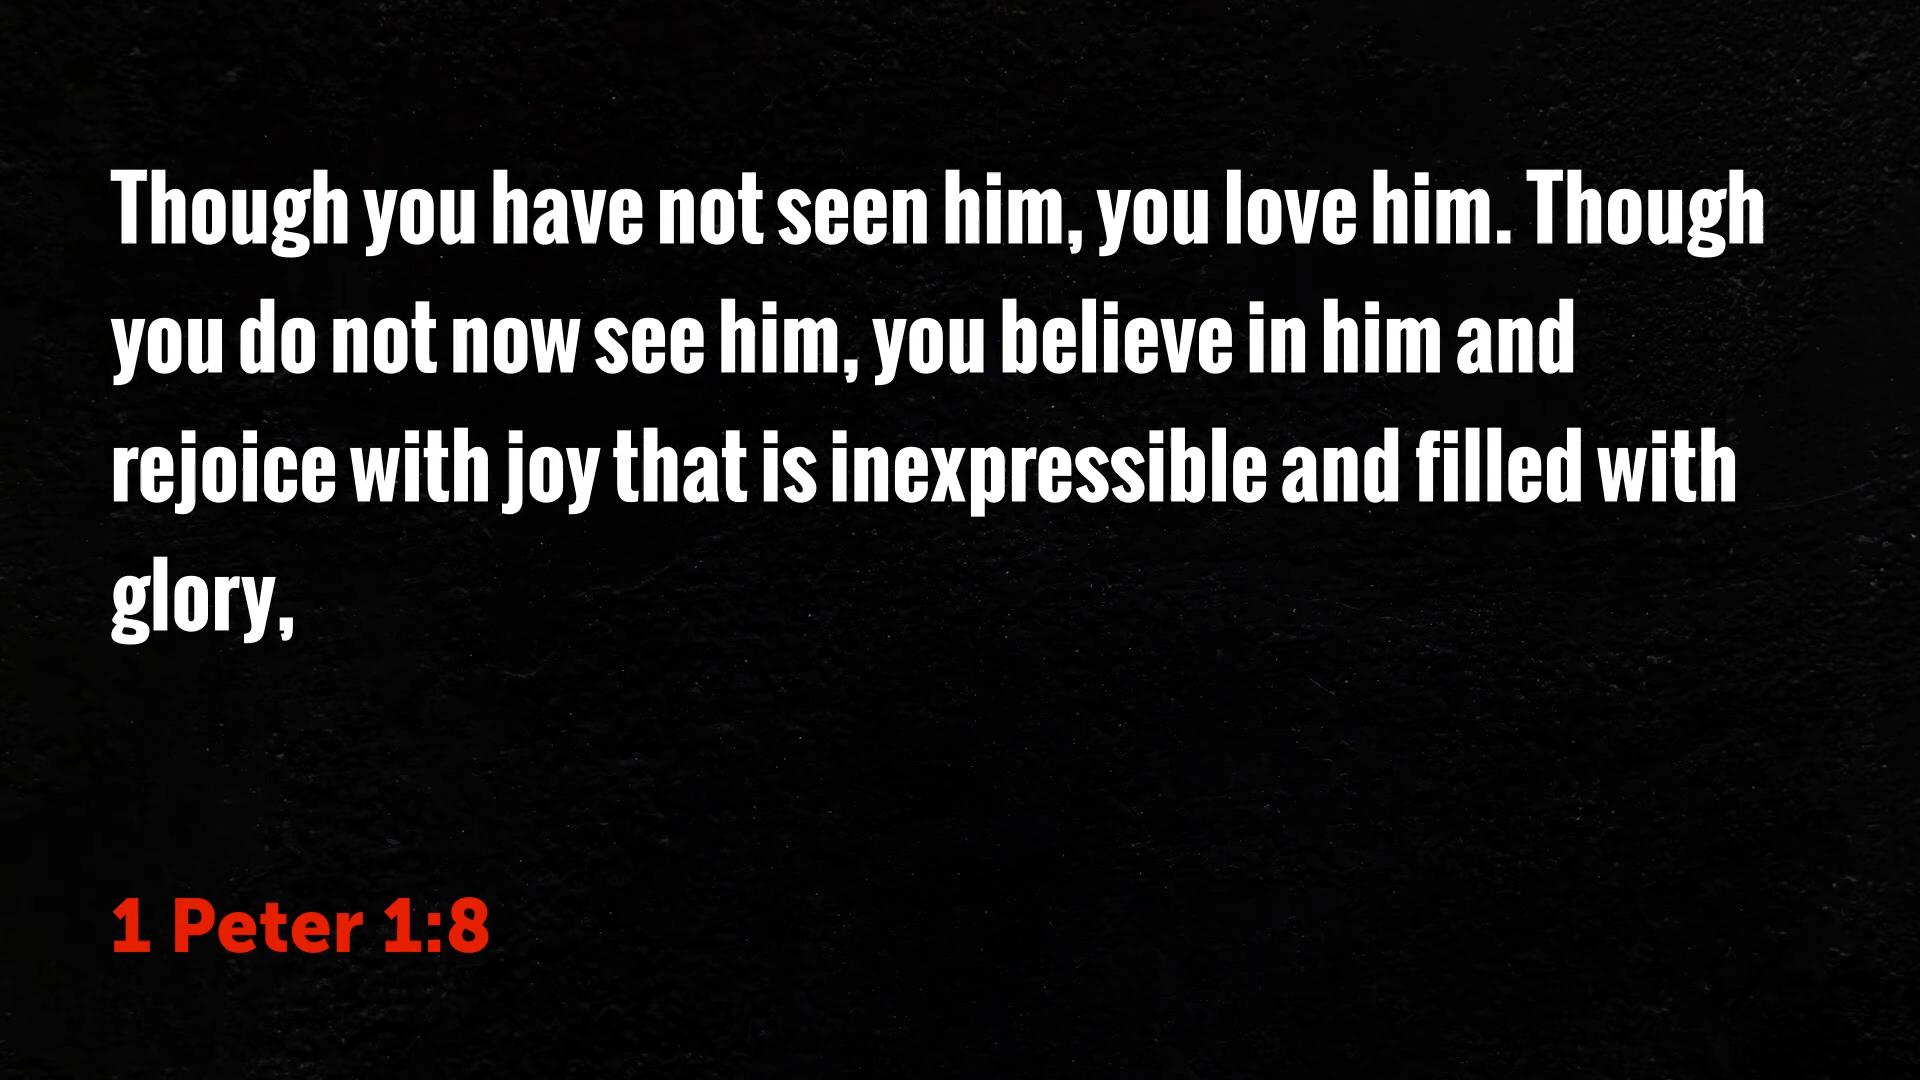 Though you have not seen him, you love him. Though
you do not now see him, you believe in him and
rejoice with joy that is inexpressible and filled with
glory,
1 Peter 1:8